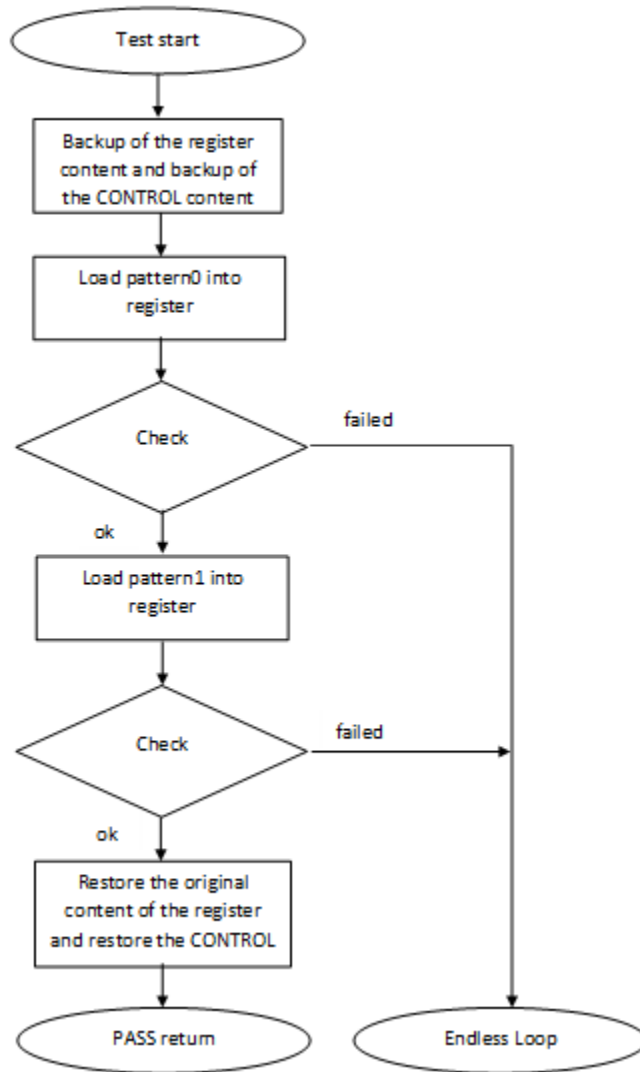 Test start
Backup of the register
content and backup of
the CONTROL content
Load pattern0 into
register
Check
failed
ok
Load pattern1 into
register
Check
failed
ok
Restore the original
content of the register
and restore the CONTROL
PASS return
Endless Loop